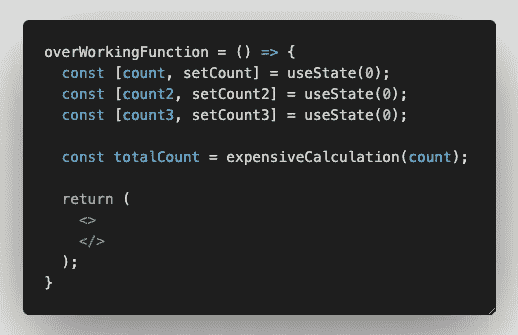 overWorkingFunction = () => {
  const [count, setCount] = useState(0);
  const [count2, setCount2] = useState(0);
  const [count3, setCount3] = useState(0);

  const totalCount = expensiveCalculation(count);

  return (
    <>
    </>
  );
}